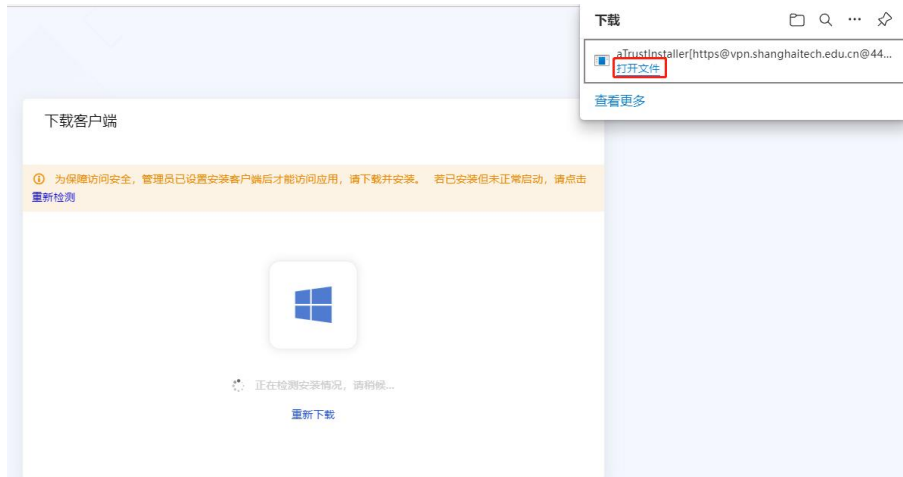 下载
aTrustInstaller[https@vpn.shanghaitech.edu.cn@44...
打开文件
查看更多
下载客户端
为保障访问安全，管理员已设置安装客户端后才能访问应用，请下载并安装。 若已安装但未正常启动，请点击
重新检测
正在检测安装情况，请稍候...
重新下载